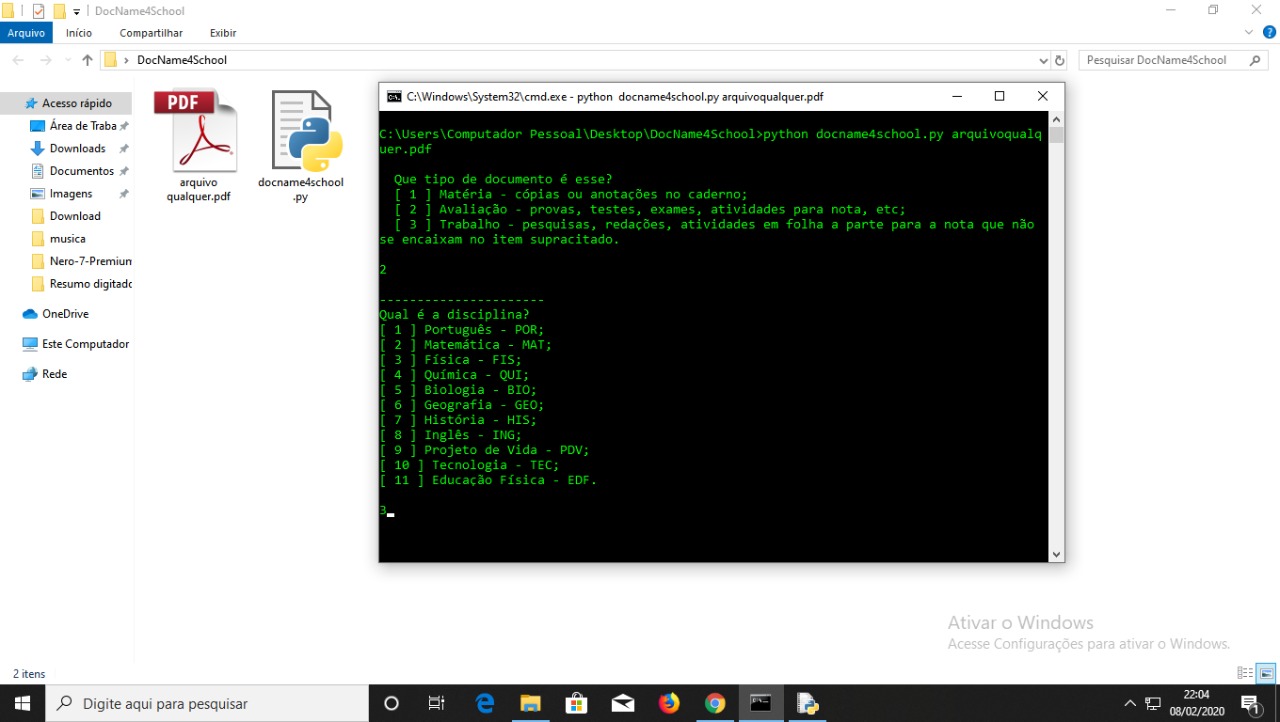 DocName4School
Arquivo Início Compartilhar Exibir
DocName4School
Pesquisar DocName4School
Acesso rápido
Área de Traba
Downloads
Documentos
Imagens
Download
musica
Nero-7-Premium
Resumo digitado
OneDrive
Este Computador
Rede
PDF
arquivo
qualquer.pdf
docname4school
.py
C:\Windows\System32\cmd.exe - python docname4school.py arquivoqualquer.pdf
C:\Users\Computador Pessoal\Desktop\DocName4School>python docname4school.py arquivoqualq
uer.pdf
Que tipo de documento é esse?
[ 1 ] Matéria - cópias ou anotações no caderno;
[ 2 ] Avaliação - provas, testes, exames, atividades para nota, etc;
[ 3 ] Trabalho - pesquisas, redações, atividades em folha a parte para a nota que não
se encaixam no item supracitado.
2
----------------------
Qual é a disciplina?
[ 1 ] Português - POR;
[ 2 ] Matemática - MAT;
[ 3 ] Física - FIS;
[ 4 ] Química - QUI;
[ 5 ] Biologia - BIO;
[ 6 ] Geografia - GEO;
[ 7 ] História - HIS;
[ 8 ] Inglês - ING;
[ 9 ] Projeto de Vida - PDV;
[ 10 ] Tecnologia - TEC;
[ 11 ] Educação Física - EDF.
3
Ativar o Windows
Acesse Configurações para ativar o Windows.
2 itens
Digite aqui para pesquisar
22:04
08/02/2020
1